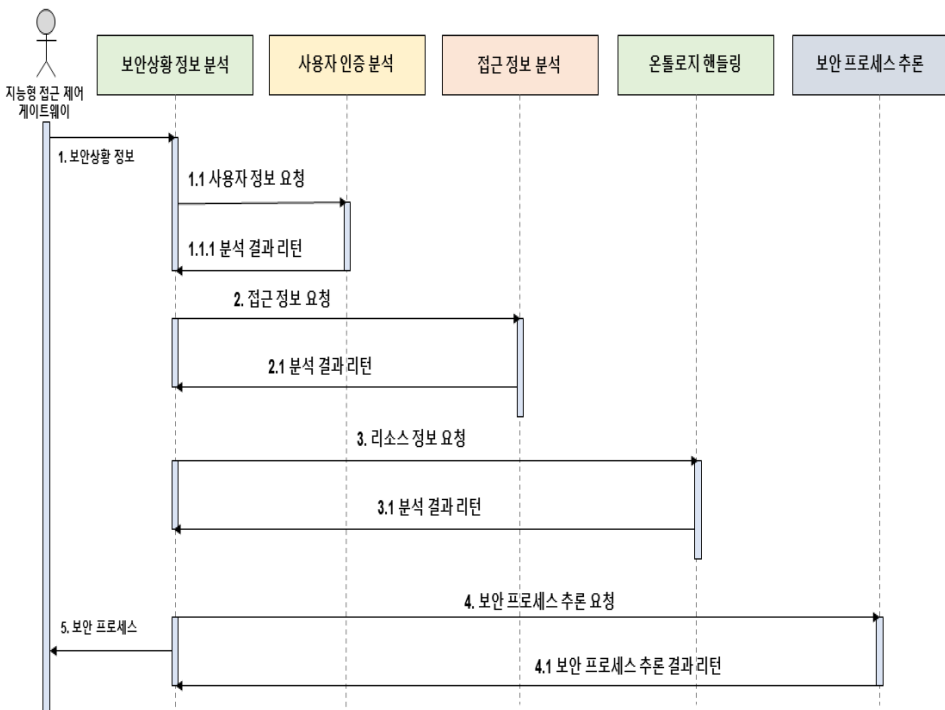 보안상황 정보 분석
사용자 인증 분석
접근 정보 분석
온톨로지 핸들링
보안 프로세스 추론
지능형 접근 제어
게이트웨이
1. 보안상황 정보
1.1 사용자 정보 요청
1.1.1 분석 결과 리턴
2. 접근 정보 요청
2.1 분석 결과 리턴
3. 리소스 정보 요청
3.1 분석 결과 리턴
4. 보안 프로세스 추론 요청
5. 보안 프로세스
4.1 보안 프로세스 추론 결과 리턴